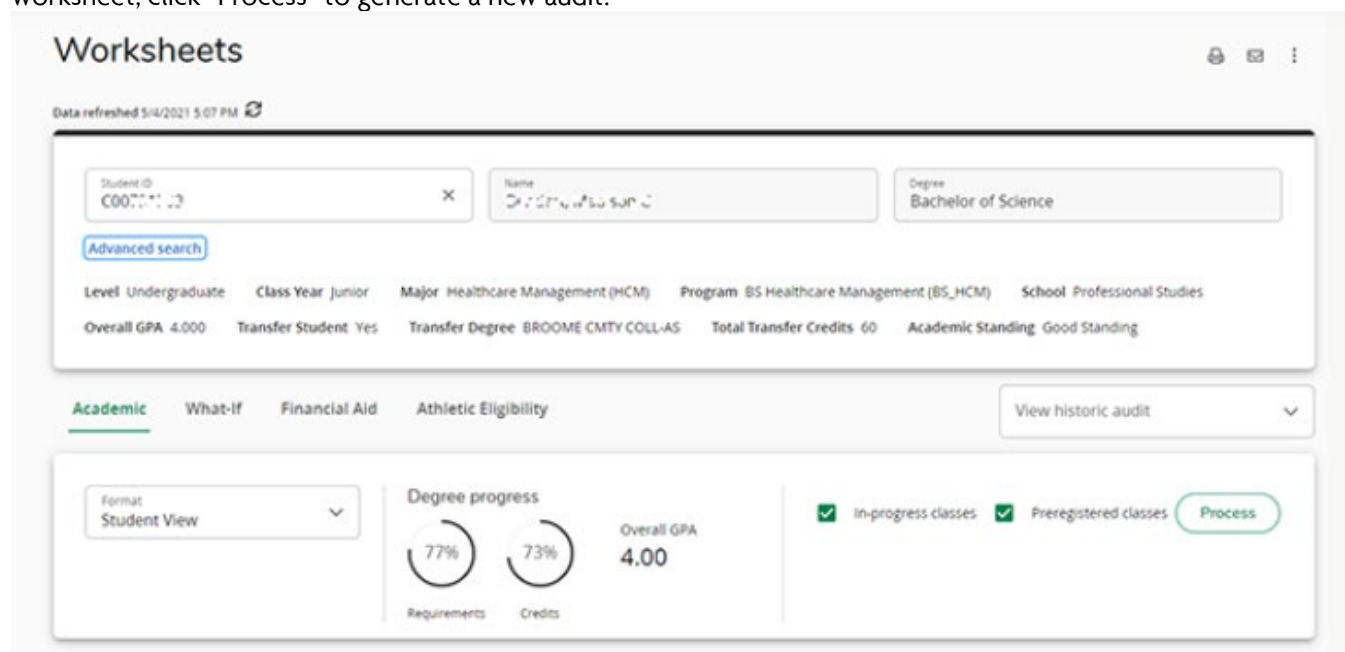 worksheet, click "Process" to generate a new audit.
Worksheets
Data refreshed 5/4/2021 5:07 PM
Student ID
Name
Degree
Bachelor of Science
Advanced search
Level Undergraduate Class Year Junior Major Healthcare Management (HCM) Program BS Healthcare Management (BS_HCM) School Professional Studies
Overall GPA 4.000 Transfer Student Yes Transfer Degree BROOME CMTY COLL-AS Total Transfer Credits 60 Academic Standing Good Standing
Academic What-If Financial Aid Athletic Eligibility View historic audit
Format
Student View
Degree progress
77% 73%
Requirements Credits
Overall GPA
4.00
In-progress classes Preregistered classes Process